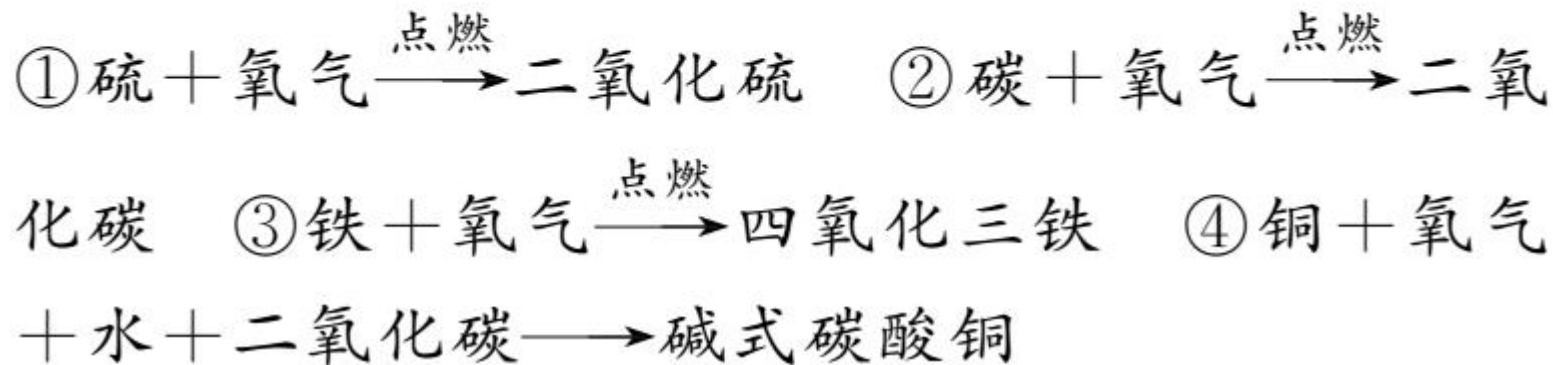 ①硫+氧气点燃→二氧化硫 ②碳+氧气点燃→二氧
化碳 ③铁+氧气点燃→四氧化三铁 ④铜+氧气
+水+二氧化碳→碱式碳酸铜